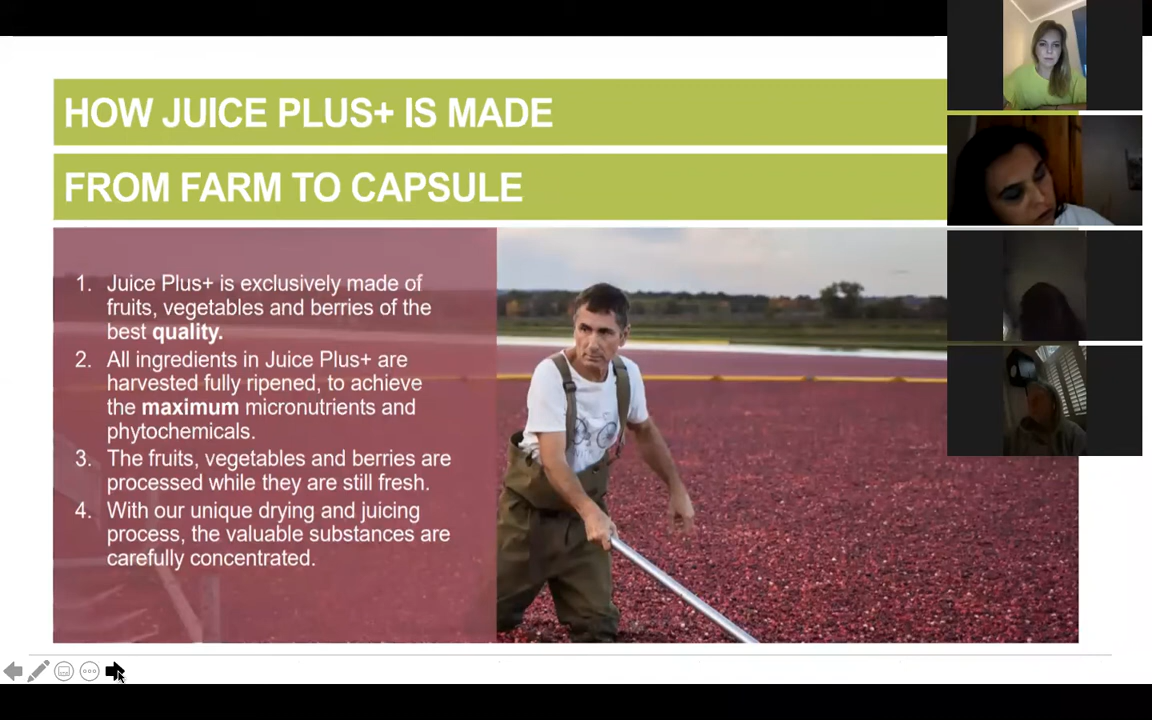 HOW JUICE PLUS+ IS MADE
FROM FARM TO CAPSULE
1. Juice Plus+ is exclusively made of
fruits, vegetables and berries of the
best quality.
2. All ingredients in Juice Plus+ are
harvested fully ripened, to achieve
the maximum micronutrients and
phytochemicals.
3. The fruits, vegetables and berries are
processed while they are still fresh.
4. With our unique drying and juicing
process, the valuable substances are
carefully concentrated.